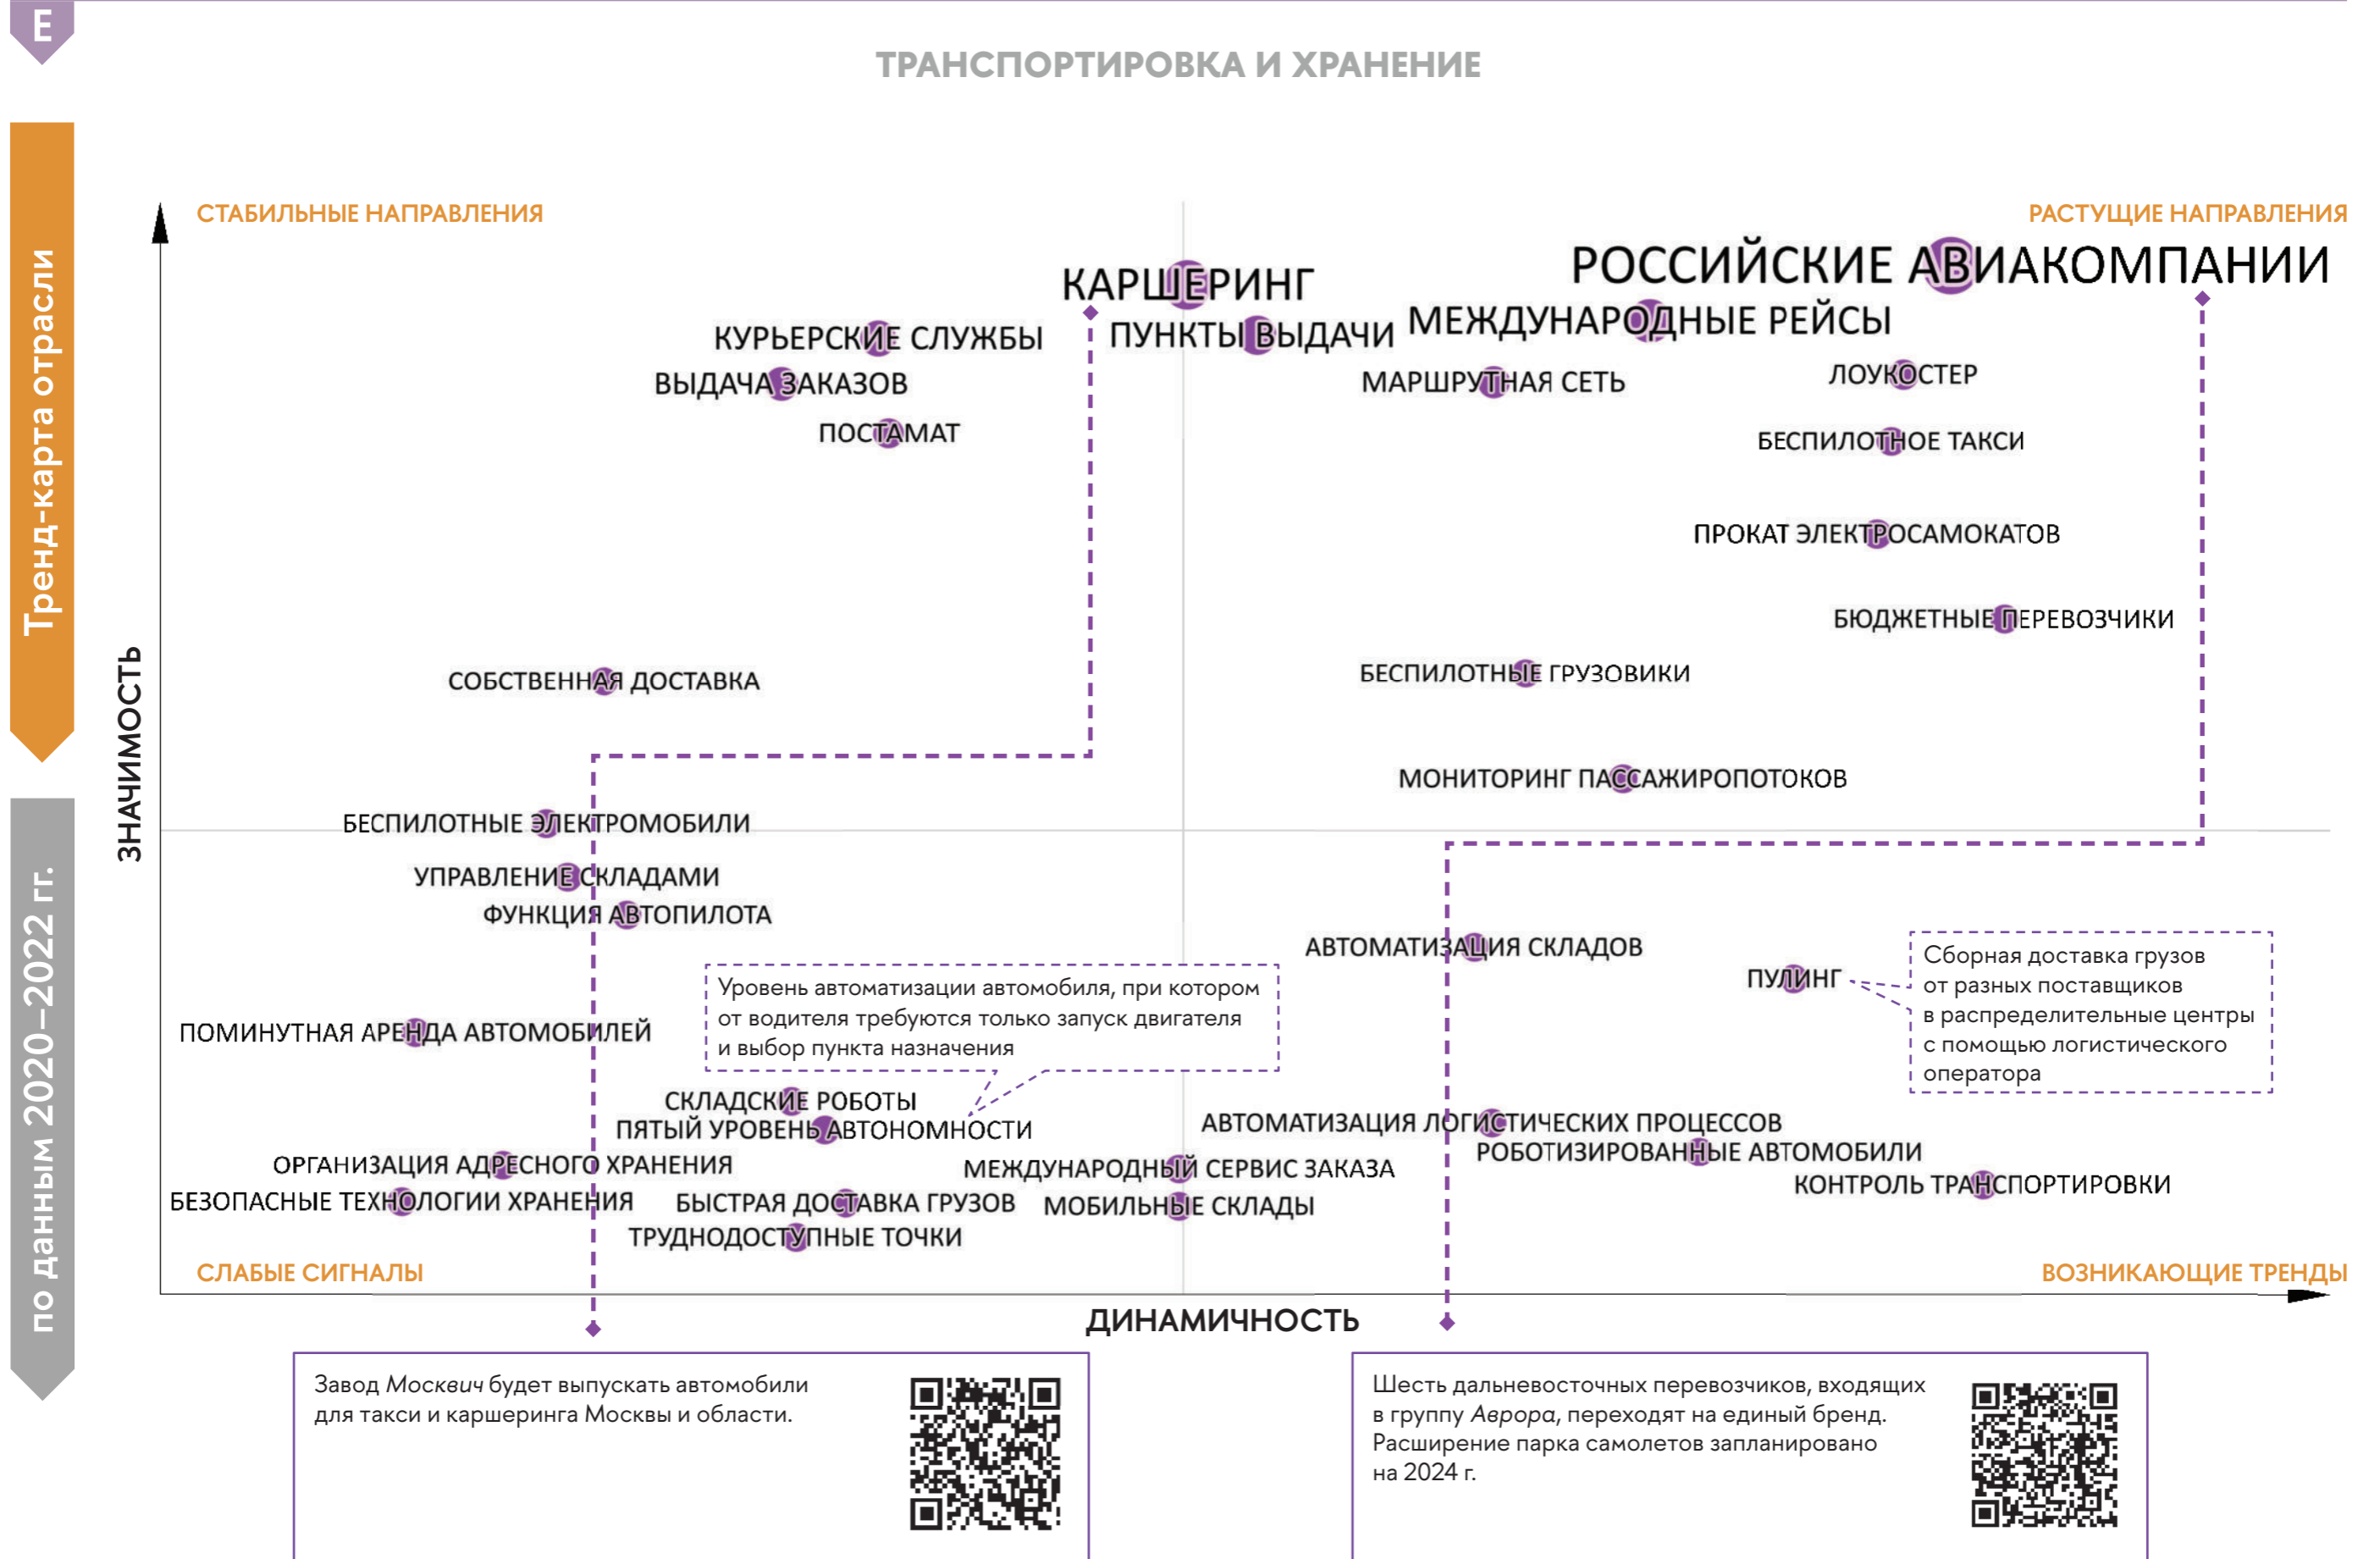 Е
ТРАНСПОРТИРОВКА И ХРАНЕНИЕ
Тренд-карта отрасли
по данным 2020–2022 гг.
СТАБИЛЬНЫЕ НАПРАВЛЕНИЯ
РАСТУЩИЕ НАПРАВЛЕНИЯ
РОССИЙСКИЕ АВИАКОМПАНИИ
КАРШЕРИНГ
МЕЖДУНАРОДНЫЕ РЕЙСЫ
ПУНКТЫ ВЫДАЧИ
КУРЬЕРСКИЕ СЛУЖБЫ
ЛОУКОСТЕР
МАРШРУТНАЯ СЕТЬ
ВЫДАЧА ЗАКАЗОВ
ПОСТАМАТ
БЕСПИЛОТНОЕ ТАКСИ
ПРОКАТ ЭЛЕКТРОСАМОКАТОВ
БЮДЖЕТНЫЕ ПЕРЕВОЗЧИКИ
БЕСПИЛОТНЫЕ ГРУЗОВИКИ
СОБСТВЕННАЯ ДОСТАВКА
МОНИТОРИНГ ПАССАЖИРОПОТОКОВ
ЗНАЧИМОСТЬ
БЕСПИЛОТНЫЕ ЭЛЕКТРОМОБИЛИ
УПРАВЛЕНИЕ СКЛАДАМИ
ФУНКЦИЯ АВТОПИЛОТА
АВТОМАТИЗАЦИЯ СКЛАДОВ
ПУЛИНГ
Сборная доставка грузов
от разных поставщиков
в распределительные центры
с помощью логистического
оператора
Уровень автоматизации автомобиля, при котором
от водителя требуются только запуск двигателя
и выбор пункта назначения
ПОМИНУТНАЯ АРЕНДА АВТОМОБИЛЕЙ
СКЛАДСКИЕ РОБОТЫ
ПЯТЫЙ УРОВЕНЬ АВТОНОМНОСТИ
АВТОМАТИЗАЦИЯ ЛОГИСТИЧЕСКИХ ПРОЦЕССОВ
РОБОТИЗИРОВАННЫЕ АВТОМОБИЛИ
ОРГАНИЗАЦИЯ АДРЕСНОГО ХРАНЕНИЯ
МЕЖДУНАРОДНЫЙ СЕРВИС ЗАКАЗА
КОНТРОЛЬ ТРАНСПОРТИРОВКИ
БЕЗОПАСНЫЕ ТЕХНОЛОГИИ ХРАНЕНИЯ
БЫСТРАЯ ДОСТАВКА ГРУЗОВ
МОБИЛЬНЫЕ СКЛАДЫ
ТРУДНОДОСТУПНЫЕ ТОЧКИ
СЛАБЫЕ СИГНАЛЫ
ВОЗНИКАЮЩИЕ ТРЕНДЫ
ДИНАМИЧНОСТЬ
Завод Москвич будет выпускать автомобили
для такси и каршеринга Москвы и области.
Шесть дальневосточных перевозчиков, входящих
в группу Аврора, переходят на единый бренд.
Расширение парка самолетов запланировано
на 2024 г.